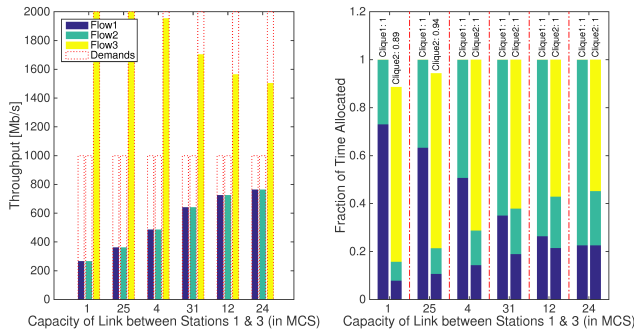 2000
1800
1600
1400
1200
1000
800
600
400
200
0
Throughput [Mb/s]
Flow1
Flow2
Flow3
Demands
1 25 4 31 12 24
Capacity of Link between Stations 1 & 3 (in MCS)
1.2
1
0.8
0.6
0.4
0.2
0
Fraction of Time Allocated
Clique1: 1
Clique2: 0.89
Clique1: 1
Clique2: 0.94
Clique1: 1
Clique2: 1
Clique1: 1
Clique2: 1
Clique1: 1
Clique2: 1
Clique1: 1
Clique2: 1
1 25 4 31 12 24
Capacity of Link between Stations 1 & 3 (in MCS)